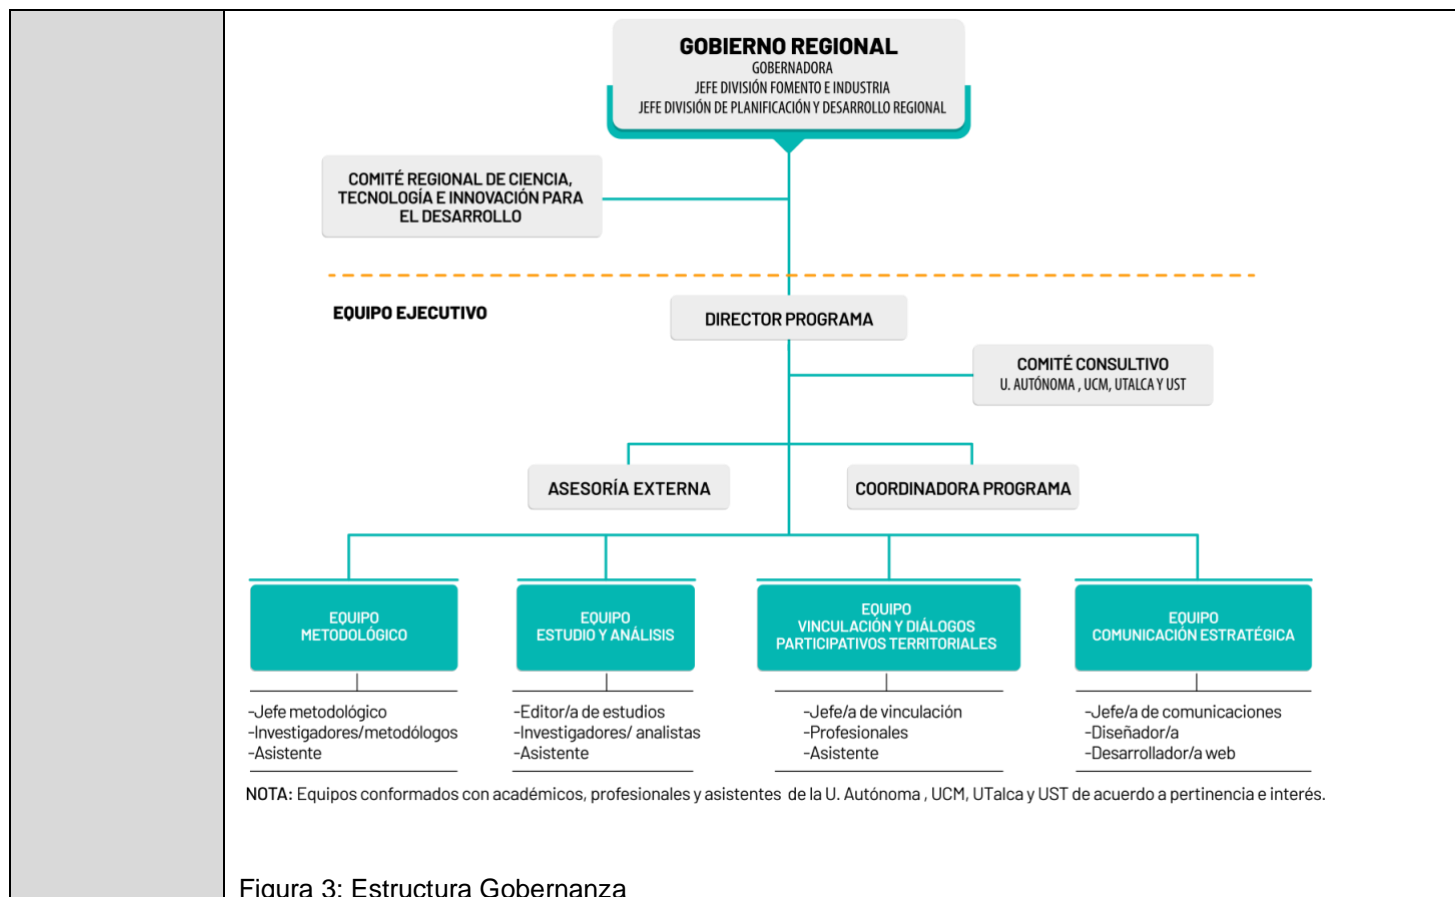 GOBIERNO REGIONAL
GOBERNADORA
JEFE DIVISIÓN FOMENTO E INDUSTRIA
JEFE DIVISIÓN DE PLANIFICACIÓN Y DESARROLLO REGIONAL
COMITÉ REGIONAL DE CIENCIA,
TECNOLOGÍA E INNOVACIÓN PARA
EL DESARROLLO
EQUIPO EJECUTIVO
DIRECTOR PROGRAMA
COMITÉ CONSULTIVO
U. AUTÓNOMA , UCM, UTALCA Y UST
ASESORÍA EXTERNA
COORDINADORA PROGRAMA
EQUIPO
METODOLÓGICO
-Jefe metodológico
-Investigadores/metodólogos
-Asistente
EQUIPO
ESTUDIO Y ANÁLISIS
-Editor/a de estudios
-Investigadores/ analistas
-Asistente
EQUIPO
VINCULACIÓN Y DIÁLOGOS
PARTICIPATIVOS TERRITORIALES
-Jefe/a de vinculación
-Profesionales
-Asistente
EQUIPO
COMUNICACIÓN ESTRATÉGICA
-Jefe/a de comunicaciones
-Diseñador/a
-Desarrollador/a web
NOTA: Equipos conformados con académicos, profesionales y asistentes de la U. Autónoma , UCM, UTalca y UST de acuerdo a pertinencia e interés.
Figura 3: Estructura Gobernanza